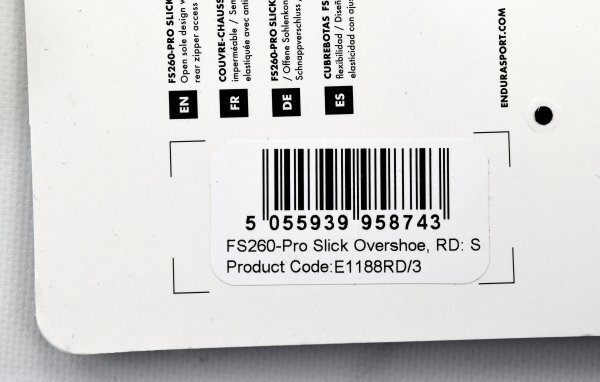 FS260-PRO SLICK
Open sole design
rear zipper access
EN
COUVRE-CHAUSS
imperméable / Sem
elasticée avec anti
FR
FS260-PRO SLICK
/ Offene Sohlenkon
Schnappverschluss /
DE
CUBREBOTAS FS
flexibilidad / Diseñ
elasticidad con aju
ES
ENDURASPORT.COM
5 055939 958743
FS260-Pro Slick Overshoe, RD: S
Product Code:E1188RD/3